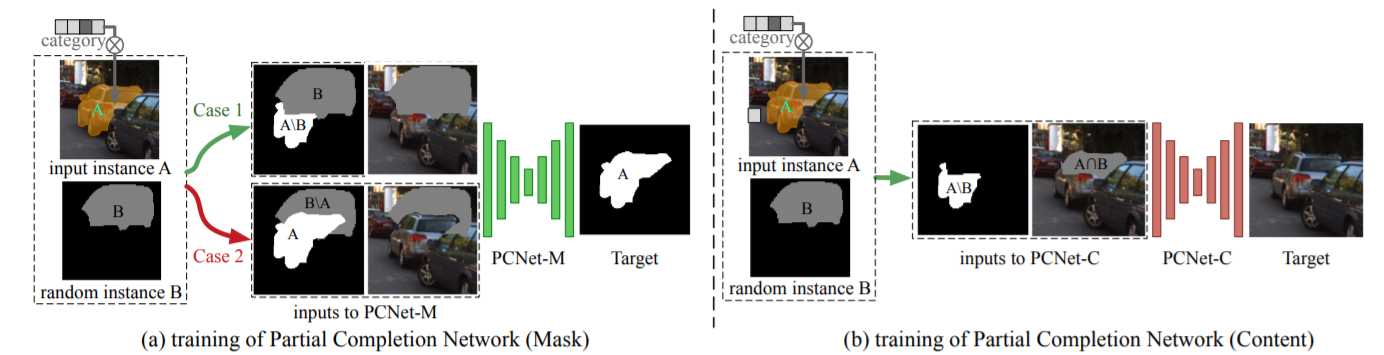 category
A
input instance A
B
random instance B
Case 1
Case 2
B
A\B
B\A
A
inputs to PCNet-M
PCNet-M
A
Target
(a) training of Partial Completion Network (Mask)
category
A
input instance A
B
random instance B
A\B
A∩B
inputs to PCNet-C
PCNet-C
Target
(b) training of Partial Completion Network (Content)